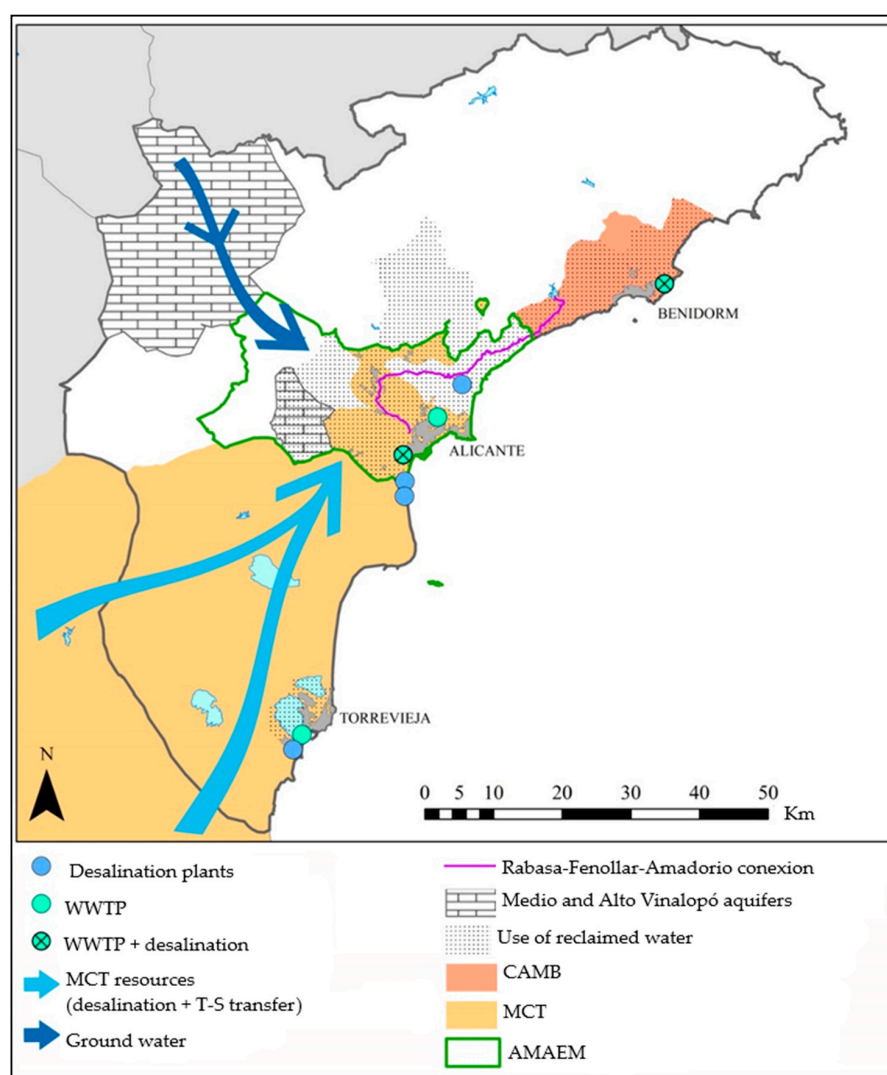 BENIDORM
ALICANTE
TORREVIEJA
N
0 5 10 20 30 40 50
Km
Desalination plants
WWTP
WWTP + desalination
MCT resources
(desalination + T-S transfer)
Ground water
Rabasa-Fenollar-Amadorio conexion
Medio and Alto Vinalopó aquifers
Use of reclaimed water
CAMB
MCT
AMAEM